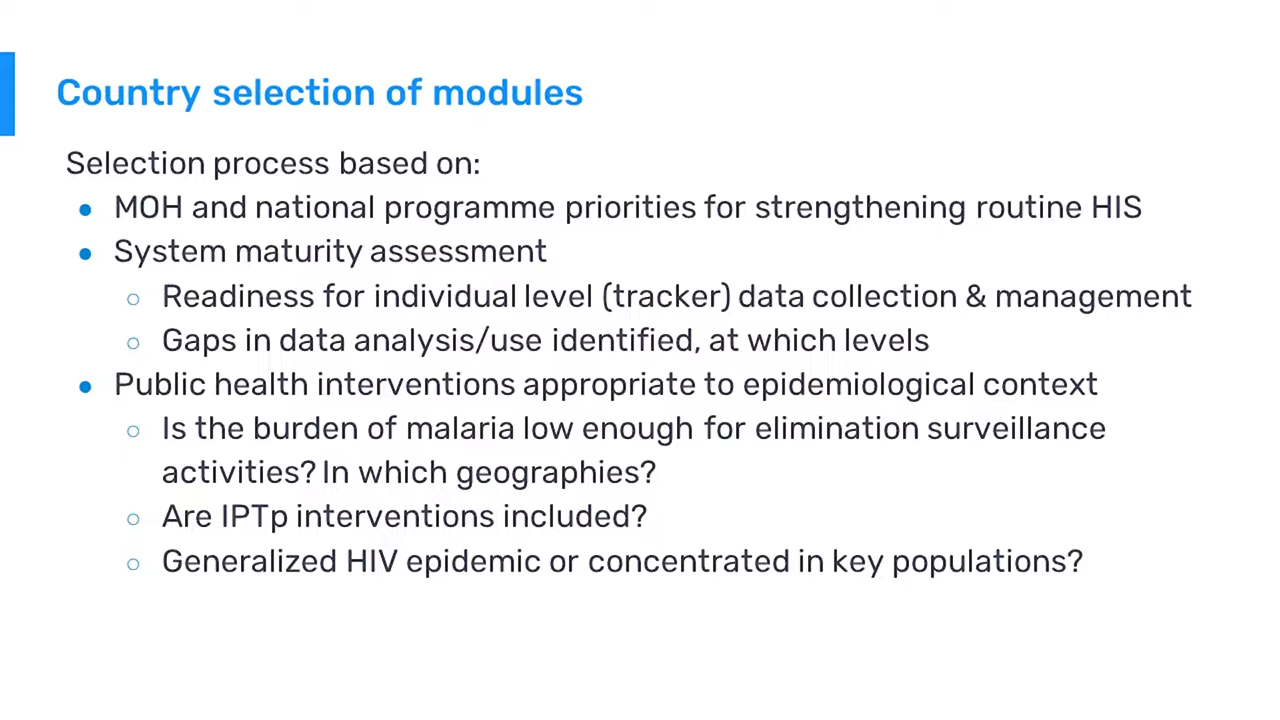 Country selection of modules
Selection process based on:
● MOH and national programme priorities for strengthening routine HIS
● System maturity assessment
○ Readiness for individual level (tracker) data collection & management
○ Gaps in data analysis/use identified, at which levels
● Public health interventions appropriate to epidemiological context
○ Is the burden of malaria low enough for elimination surveillance
activities? In which geographies?
○ Are IPTp interventions included?
○ Generalized HIV epidemic or concentrated in key populations?